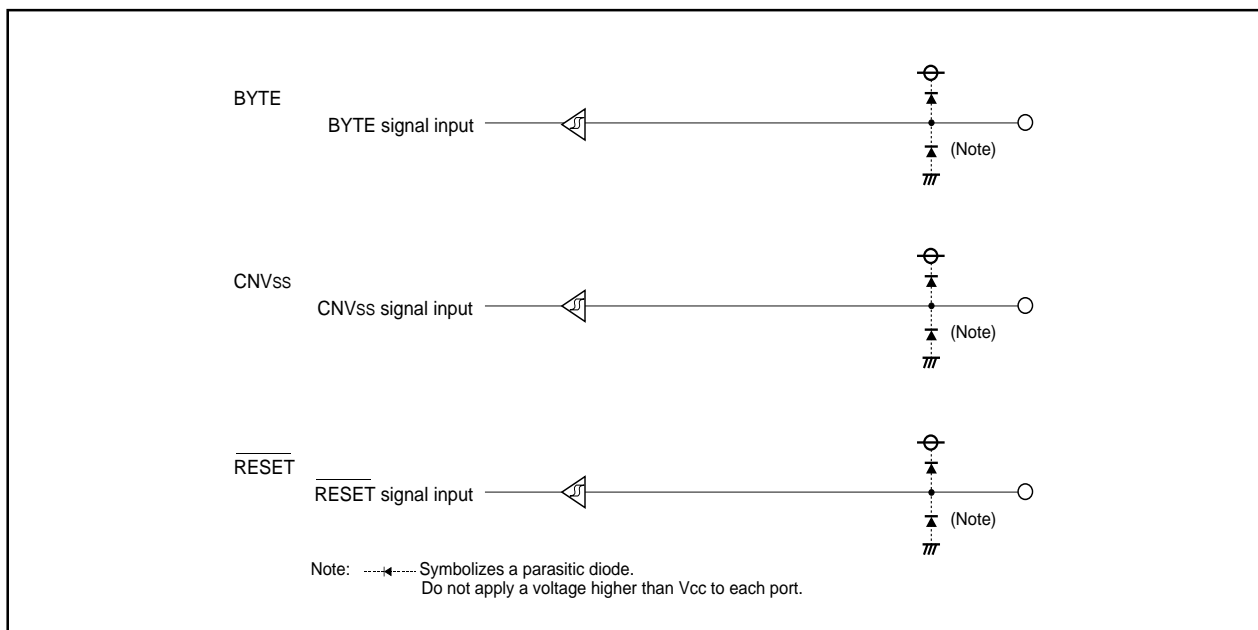 BYTE
BYTE signal input
(Note)
CNVss
CNVss signal input
(Note)
RESET
RESET signal input
(Note)
Note: Symbolizes a parasitic diode.
Do not apply a voltage higher than Vcc to each port.